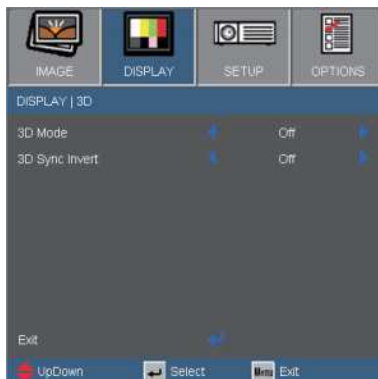 IMAGE DISPLAY SETUP OPTIONS
DISPLAY | 3D
3D Mode Off
3D Sync Invert Off
Exit
UpDown Select Menu Exit